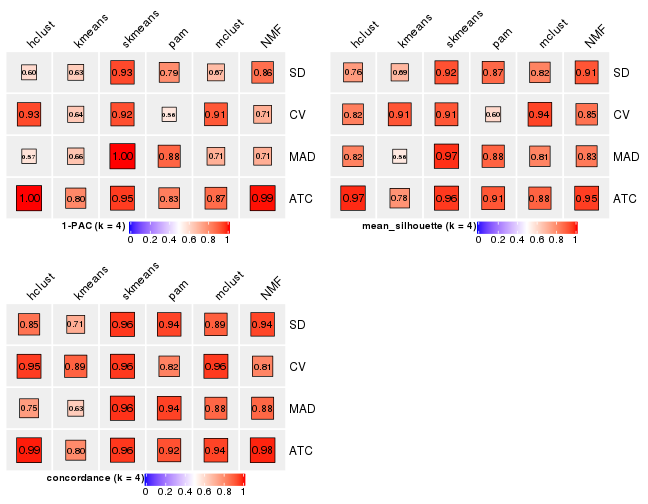 hclust kmeans skmeans pam mclust NMF
0.60 0.63 0.93 0.79 0.67 0.86 SD
0.93 0.64 0.92 0.56 0.91 0.71 CV
0.57 0.66 1.00 0.88 0.71 0.71 MAD
1.00 0.80 0.95 0.83 0.87 0.99 ATC
1-PAC (k = 4)
0 0.2 0.4 0.6 0.8 1
hclust kmeans skmeans pam mclust NMF
0.76 0.69 0.92 0.87 0.82 0.91 SD
0.82 0.91 0.91 0.60 0.94 0.85 CV
0.82 0.56 0.97 0.88 0.81 0.83 MAD
0.97 0.78 0.96 0.91 0.88 0.95 ATC
mean_silhouette (k = 4)
0 0.2 0.4 0.6 0.8 1
hclust kmeans skmeans pam mclust NMF
0.85 0.71 0.96 0.94 0.89 0.94 SD
0.95 0.89 0.96 0.82 0.96 0.81 CV
0.75 0.63 0.96 0.94 0.88 0.88 MAD
0.99 0.80 0.96 0.92 0.94 0.98 ATC
concordance (k = 4)
0 0.2 0.4 0.6 0.8 1